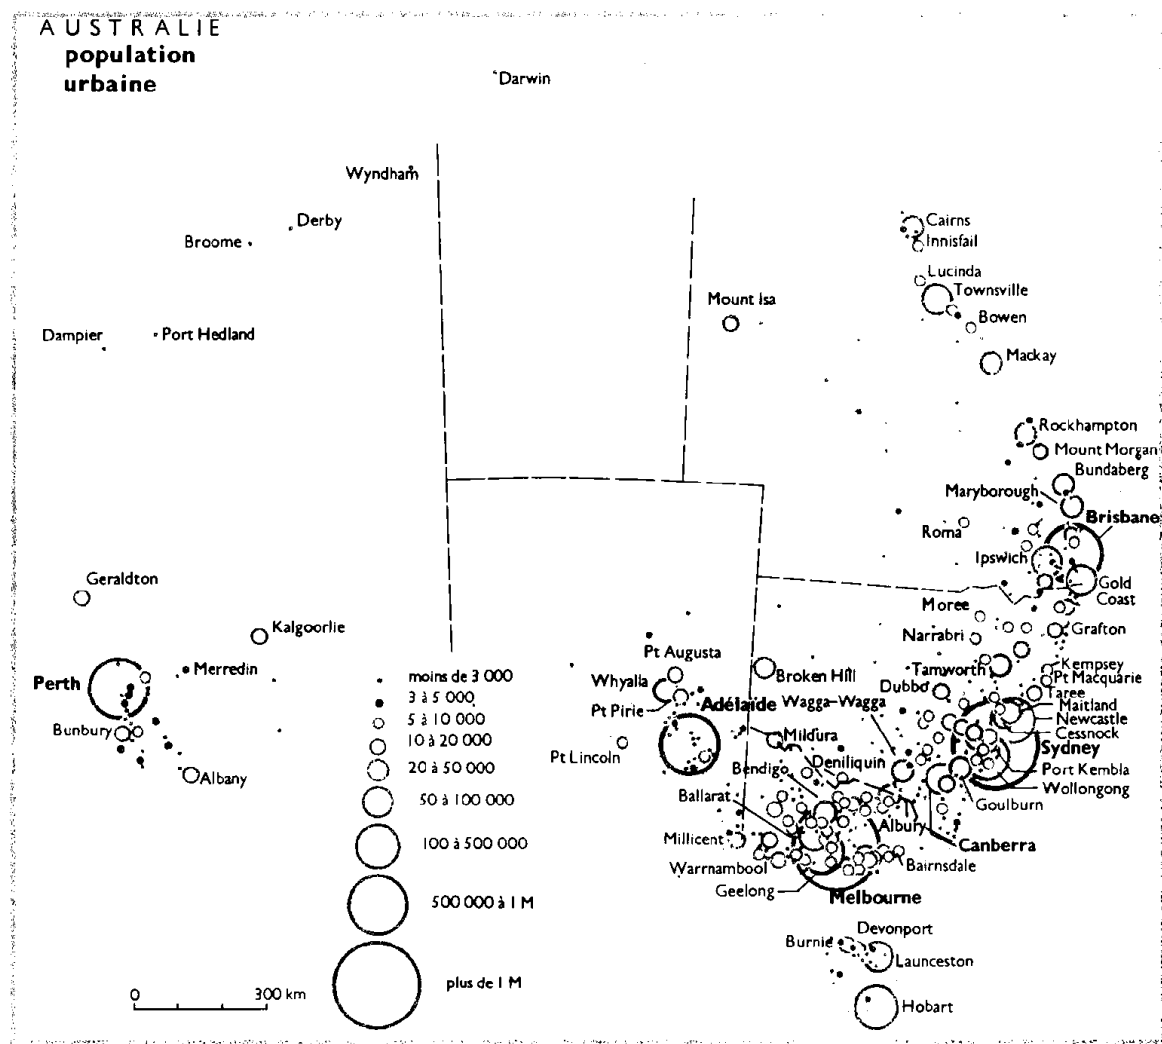 AUSTRALIE
population
urbaine
Darwin
Wyndham
Derby
Broome
Cairns
Innisfail
Lucinda
Townsville
Mount Isa
Bowen
Dampier
Port Hedland
Mackay
Rockhampton
Mount Morgan
Bundaberg
Maryborough
Brisbane
Roma
Ipswich
Geraldton
Gold
Coast
Moree
Kalgoorlie
Narrabri
Grafton
Pt Augusta
Merredin
moins de 3 000
Perth
Whyalla
Broken Hill
Tamworth
Kempsey
Pt Macquarie
Dubbo
Taree
3 à 5 000
Pt Pirie
Adélaïde
Wagga-Wagga
Maitland
5 à 10 000
Newcastle
Bunbury
Cessnock
10 à 20 000
Mildura
Sydney
Pt Lincoln
20 à 50 000
Deniliquin
Port Kembla
Albany
Bendigo
Wollongong
50 à 100 000
Ballarat
Goulburn
Albury
100 à 500 000
Millicent
Canberra
Warrnambool
Bairnsdale
Geelong
Melbourne
500 000 à 1 M
Devonport
Burnie
Launceston
plus de 1 M
0 300 km
Hobart